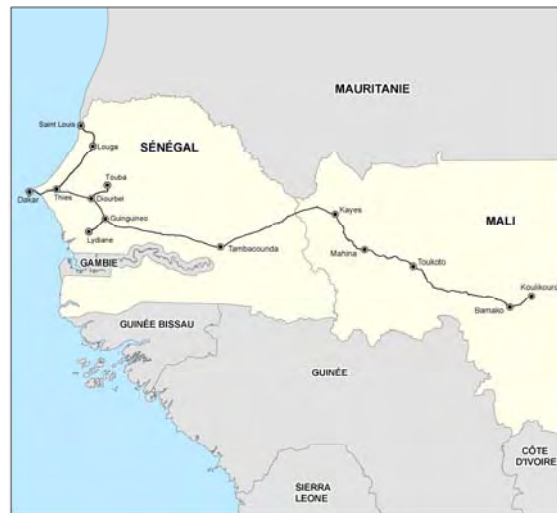 MAURITANIE
Saint Louis
Louga
SÉNÉGAL
Touba
Dakar
Thies
Diourbel
Guinguineo
Lydiane
Kayes
MALI
Tambacounda
Mahina
Toukoto
GAMBIE
Koulikouro
Bamako
GUINÉE BISSAU
GUINÉE
CÔTE
D'IVOIRE
SIERRA
LEONE